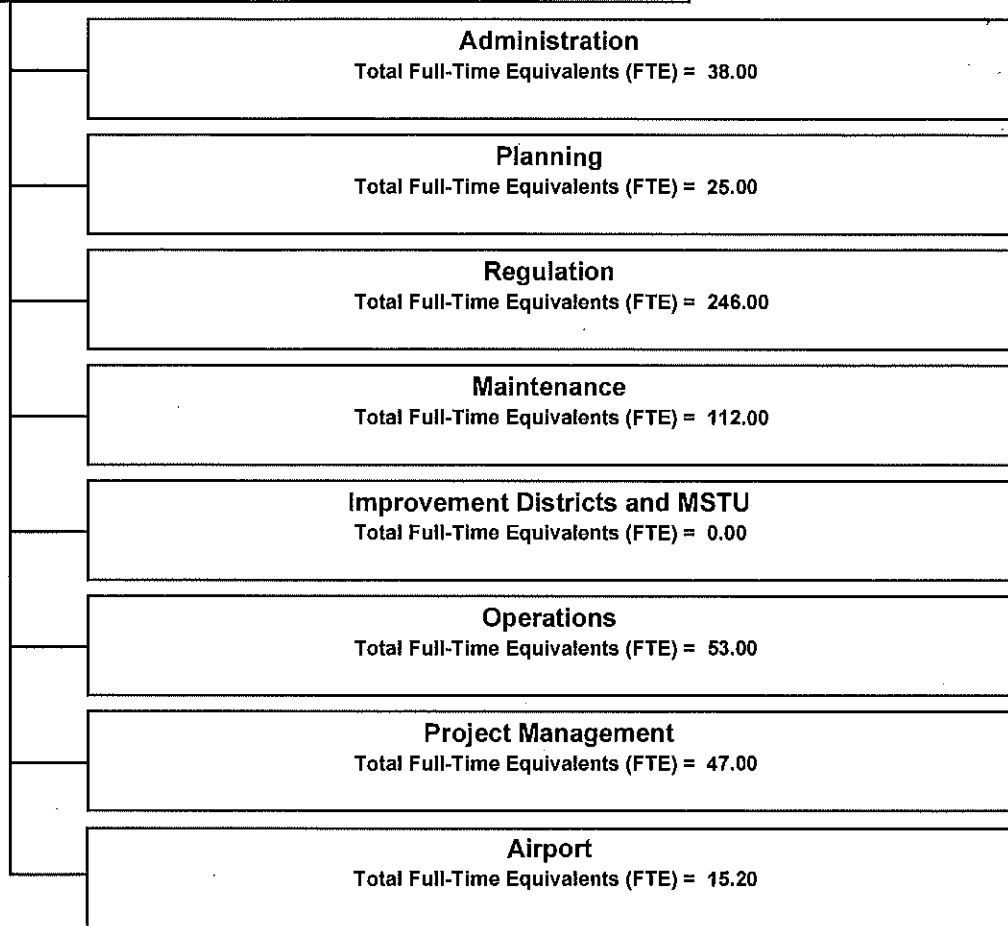 Administration
Total Full-Time Equivalents (FTE) = 38.00
Planning
Total Full-Time Equivalents (FTE) = 25.00
Regulation
Total Full-Time Equivalents (FTE) = 246.00
Maintenance
Total Full-Time Equivalents (FTE) = 112.00
Improvement Districts and MSTU
Total Full-Time Equivalents (FTE) = 0.00
Operations
Total Full-Time Equivalents (FTE) = 53.00
Project Management
Total Full-Time Equivalents (FTE) = 47.00
Airport
Total Full-Time Equivalents (FTE) = 15.20